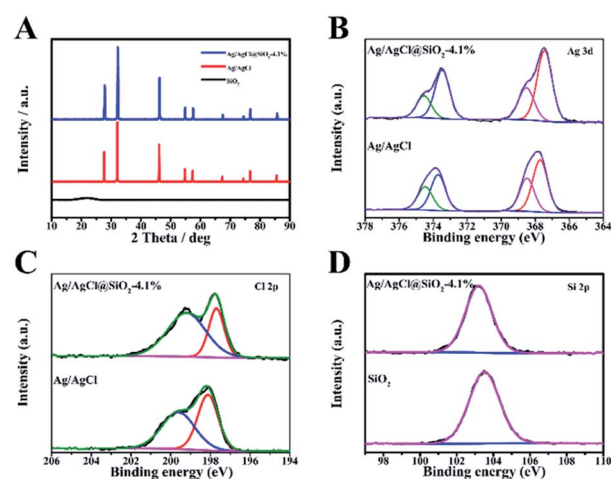 A
Ag/AgCl@SiO₂-4.1%
Ag/AgCl
SiO₂
Intensity / a.u.
10 20 30 40 50 60 70 80 90
2 Theta / deg
B
Ag/AgCl@SiO₂-4.1%
Ag 3d
Ag/AgCl
Intensity (a.u.)
378 376 374 372 370 368 366 364
Binding energy (eV)
C
Ag/AgCl@SiO₂-4.1%
Cl 2p
Ag/AgCl
Intensity (a.u.)
206 204 202 200 198 196 194
Binding energy (eV)
D
Ag/AgCl@SiO₂-4.1%
Si 2p
SiO₂
Intensity (a.u.)
98 100 102 104 106 108 110
Binding energy (eV)